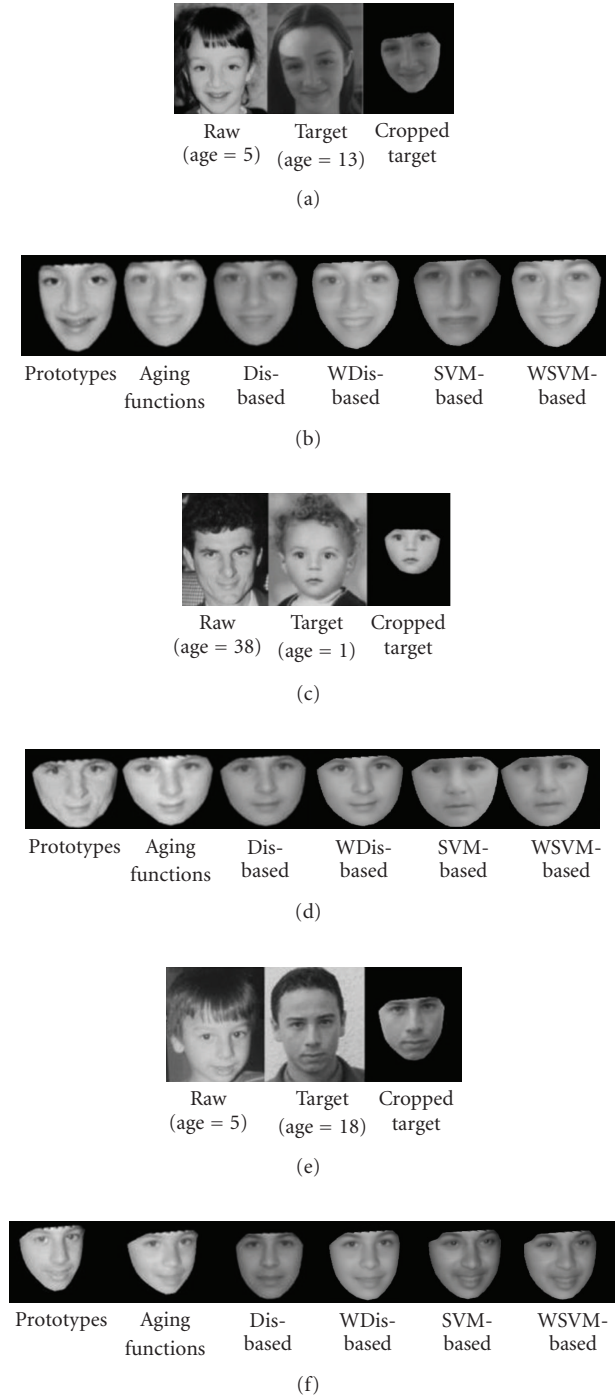 Raw Target Cropped
(age = 5) (age = 13) target
(a)
Prototypes Aging Dis- WDis- SVM- WSVM-
functions based based based based
(b)
Raw Target Cropped
(age = 38) (age = 1) target
(c)
Prototypes Aging Dis- WDis- SVM- WSVM-
functions based based based based
(d)
Raw Target Cropped
(age = 5) (age = 18) target
(e)
Prototypes Aging Dis- WDis- SVM- WSVM-
functions based based based based
(f)